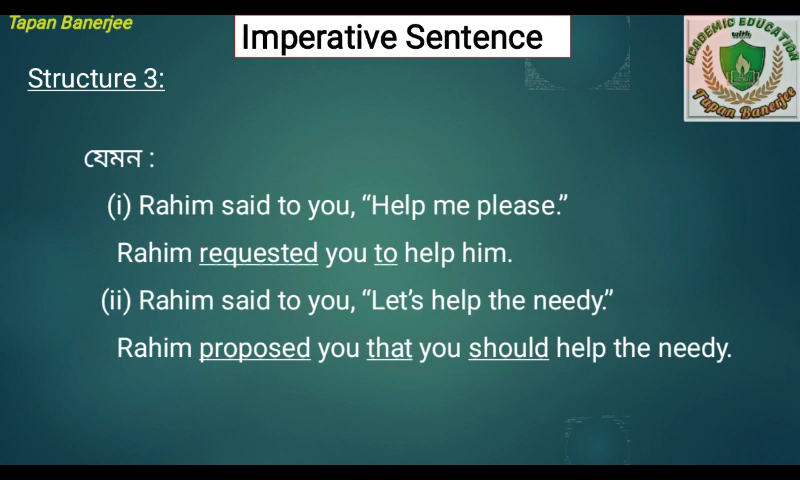 Tapan Banerjee
Imperative Sentence
ACADEMIC EDUCATION
with
Tapan Banerjee
Structure 3:
যেমন :
(i) Rahim said to you, “Help me please.”
Rahim requested you to help him.
(ii) Rahim said to you, “Let’s help the needy.”
Rahim proposed you that you should help the needy.